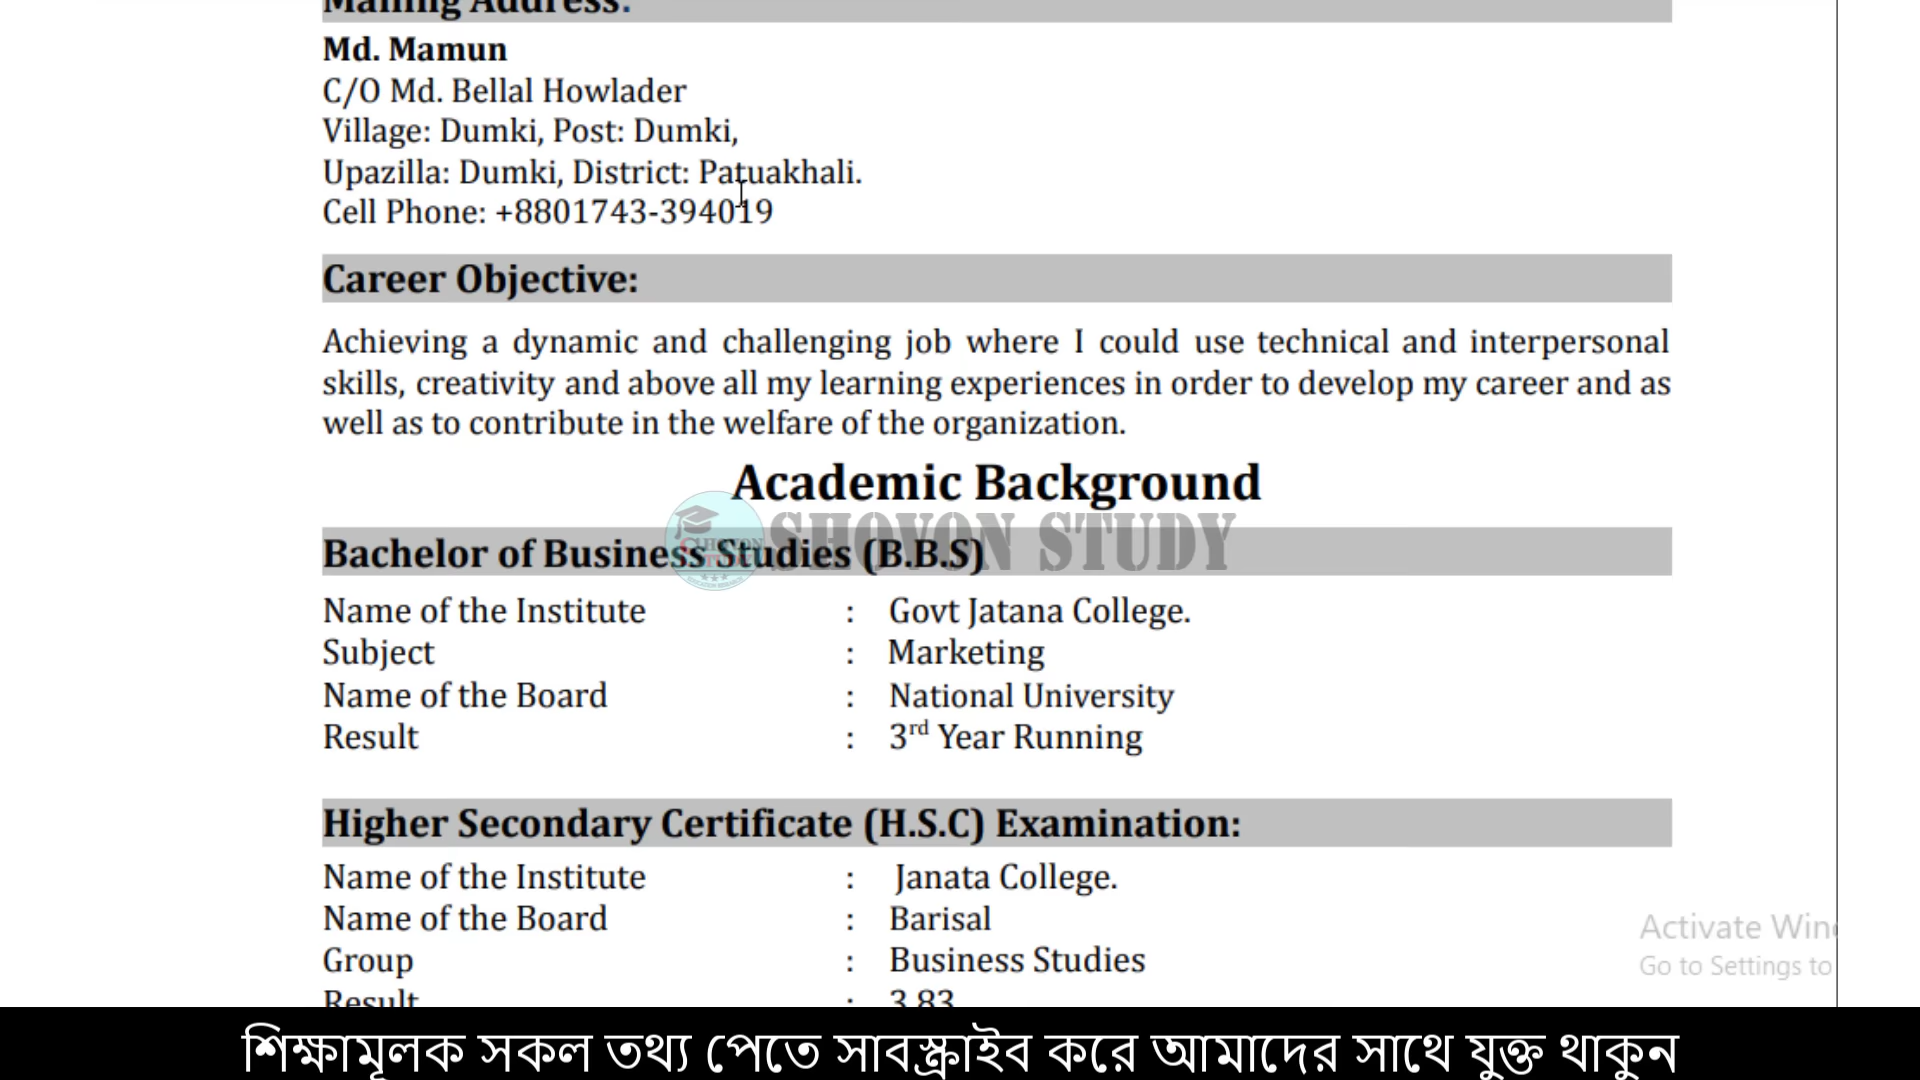 Mailing Address:
Md. Mamun
C/O Md. Bellal Howlader
Village: Dumki, Post: Dumki,
Upazilla: Dumki, District: Patuakhali.
Cell Phone: +8801743-394019
Career Objective:
Achieving a dynamic and challenging job where I could use technical and interpersonal
skills, creativity and above all my learning experiences in order to develop my career and as
well as to contribute in the welfare of the organization.
Academic Background
SHOVON STUDY
Bachelor of Business Studies (B.B.S)
Name of the Institute : Govt Jatana College.
Subject : Marketing
Name of the Board : National University
Result : 3rd Year Running
Higher Secondary Certificate (H.S.C) Examination:
Name of the Institute : Janata College.
Name of the Board : Barisal
Group : Business Studies
Result : 3.83
Activate Win
Go to Settings to
শিক্ষামূলক সকল তথ্য পেতে সাবস্ক্রাইব করে আমাদের সাথে যুক্ত থাকুন